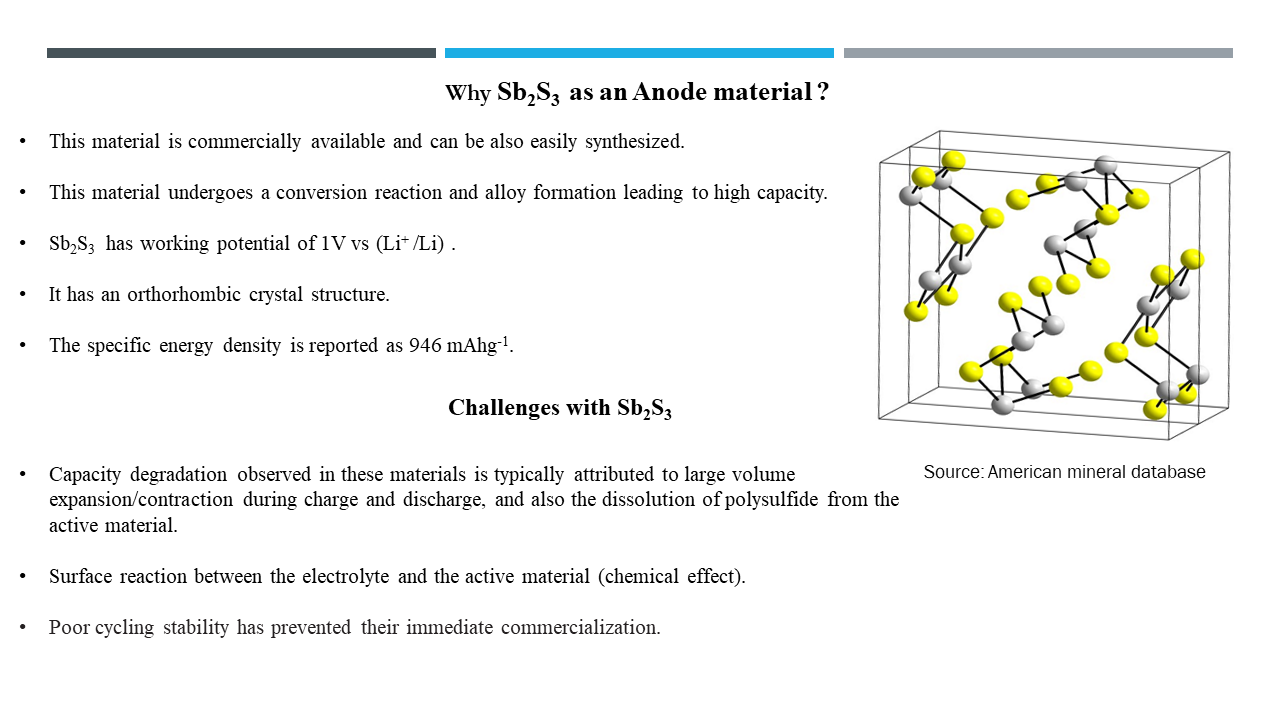 Why Sb₂S₃ as an Anode material ?
• This material is commercially available and can be also easily synthesized.
• This material undergoes a conversion reaction and alloy formation leading to high capacity.
• Sb₂S₃ has working potential of 1V vs (Li⁺ /Li) .
• It has an orthorhombic crystal structure.
• The specific energy density is reported as 946 mAhg⁻¹.
Challenges with Sb₂S₃
• Capacity degradation observed in these materials is typically attributed to large volume
expansion/contraction during charge and discharge, and also the dissolution of polysulfide from the
active material.
• Surface reaction between the electrolyte and the active material (chemical effect).
• Poor cycling stability has prevented their immediate commercialization.
Source: American mineral database